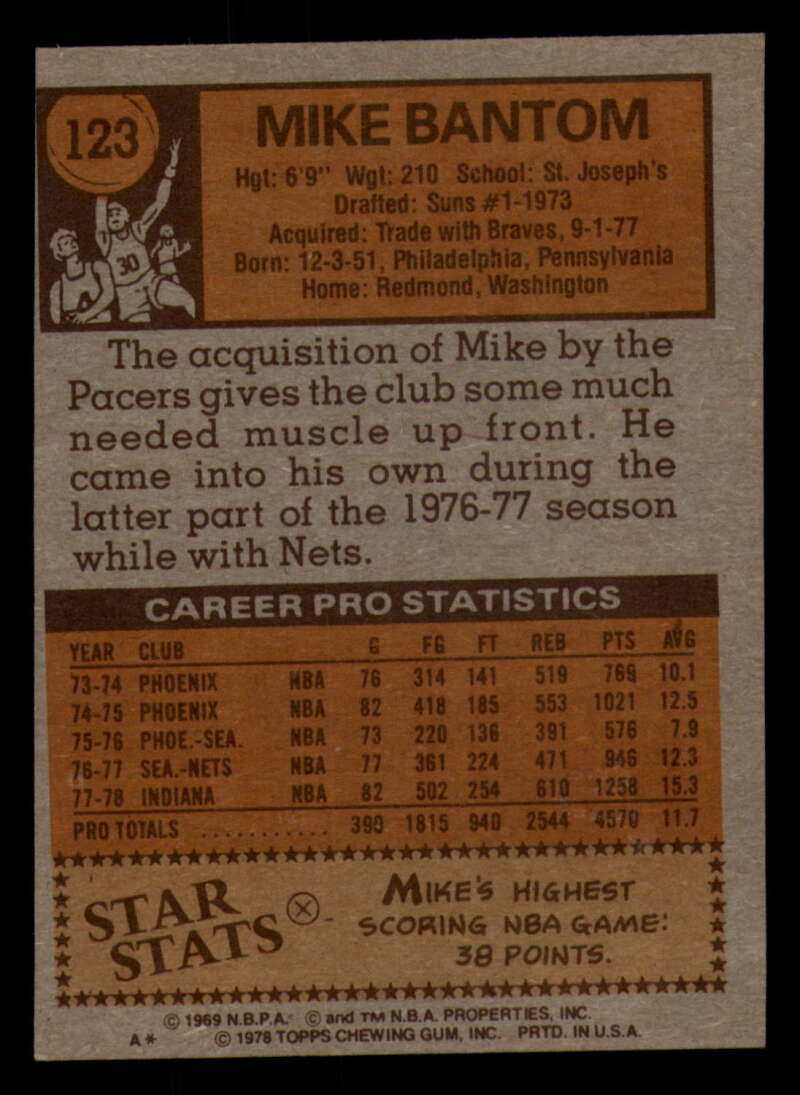 123
MIKE BANTOM
Hgt: 6'9" Wgt: 210 School: St. Joseph's
Drafted: Suns #1-1973
Acquired: Trade with Braves, 9-1-77
Born: 12-3-51, Philadelphia, Pennsylvania
Home: Redmond, Washington
30
The acquisition of Mike by the
Pacers gives the club some much
needed muscle up front. He
came into his own during the
latter part of the 1976-77 season
while with Nets.
CAREER PRO STATISTICS
YEAR CLUB G FG FT REB PTS AVG
73-74 PHOENIX NBA 76 314 141 519 769 10.1
74-75 PHOENIX NBA 82 418 185 553 1021 12.5
75-76 PHOE.-SEA. NBA 73 220 136 391 576 7.9
76-77 SEA.-NETS NBA 77 361 224 471 946 12.3
77-78 INDIANA NBA 82 502 254 610 1258 15.3
PRO TOTALS ........... 390 1815 940 2544 4570 11.7
STAR
STATS
MIKE'S HIGHEST
SCORING NBA GAME:
38 POINTS.
© 1969 N.B.P.A. © and TM N.B.A. PROPERTIES, INC.
A* © 1978 TOPPS CHEWING GUM, INC. PRTD. IN U.S.A.